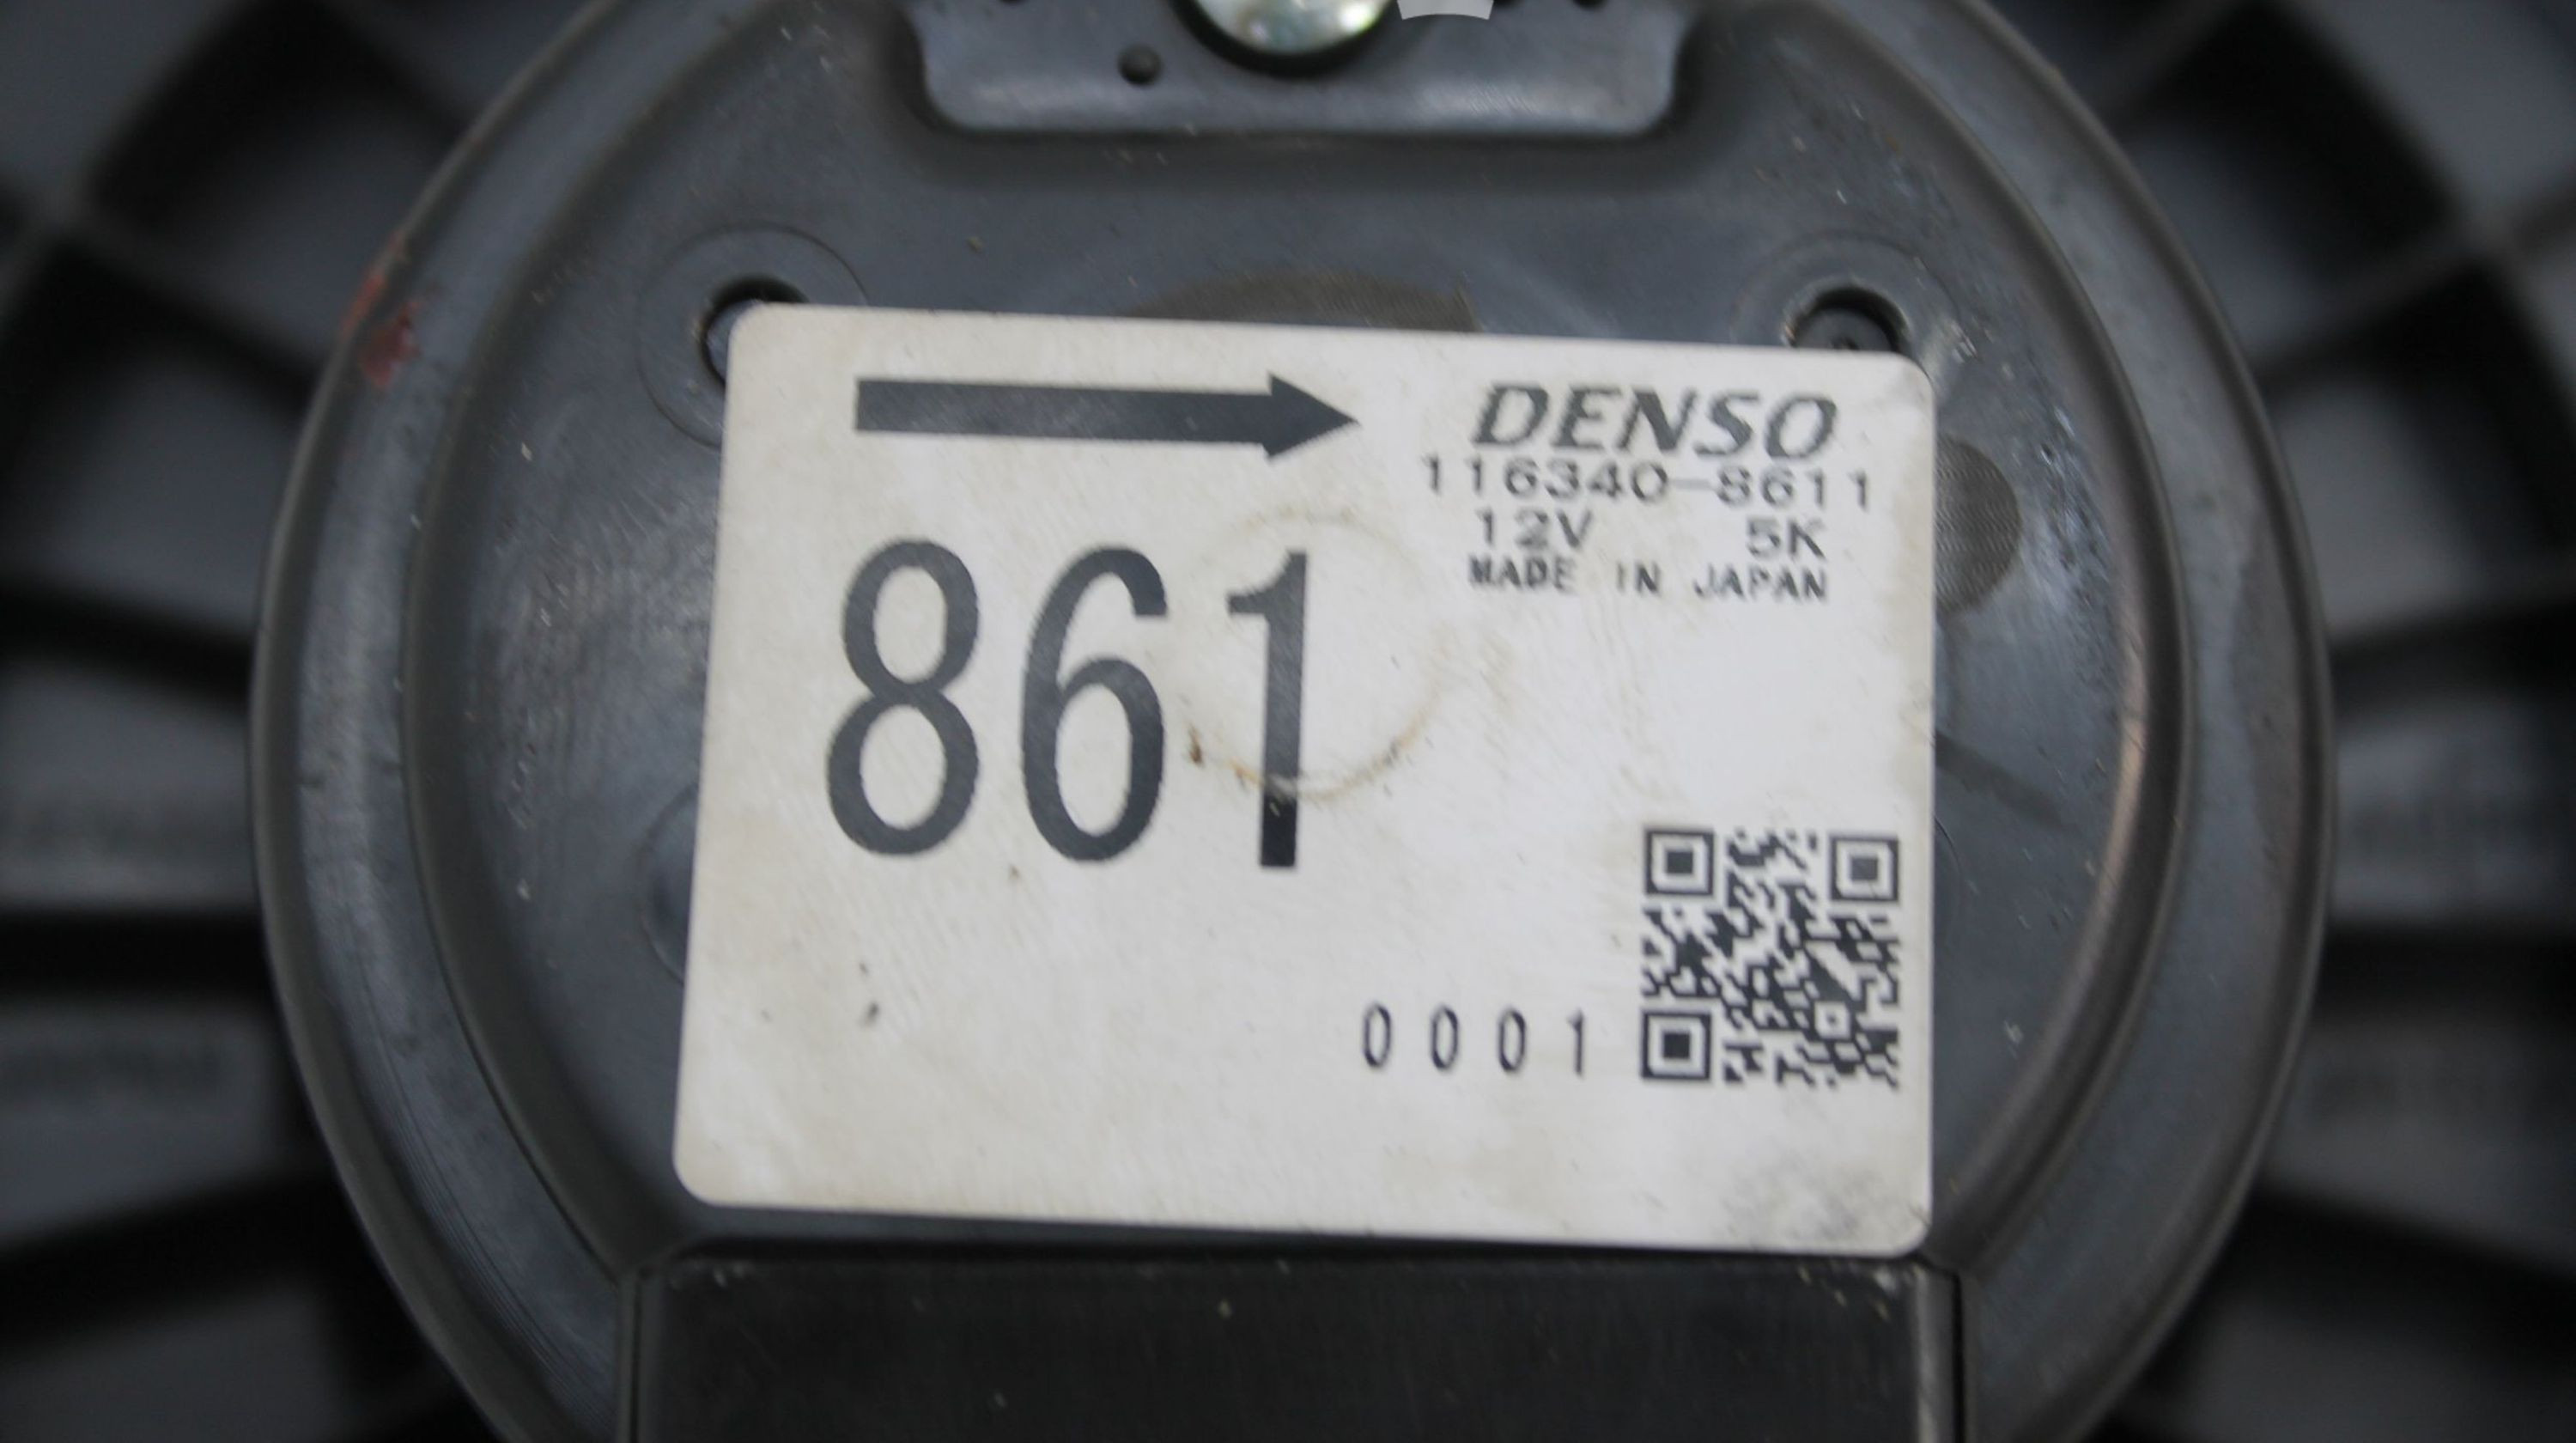 DENSO
116340-8611
12V 5K
MADE IN JAPAN
861
0001